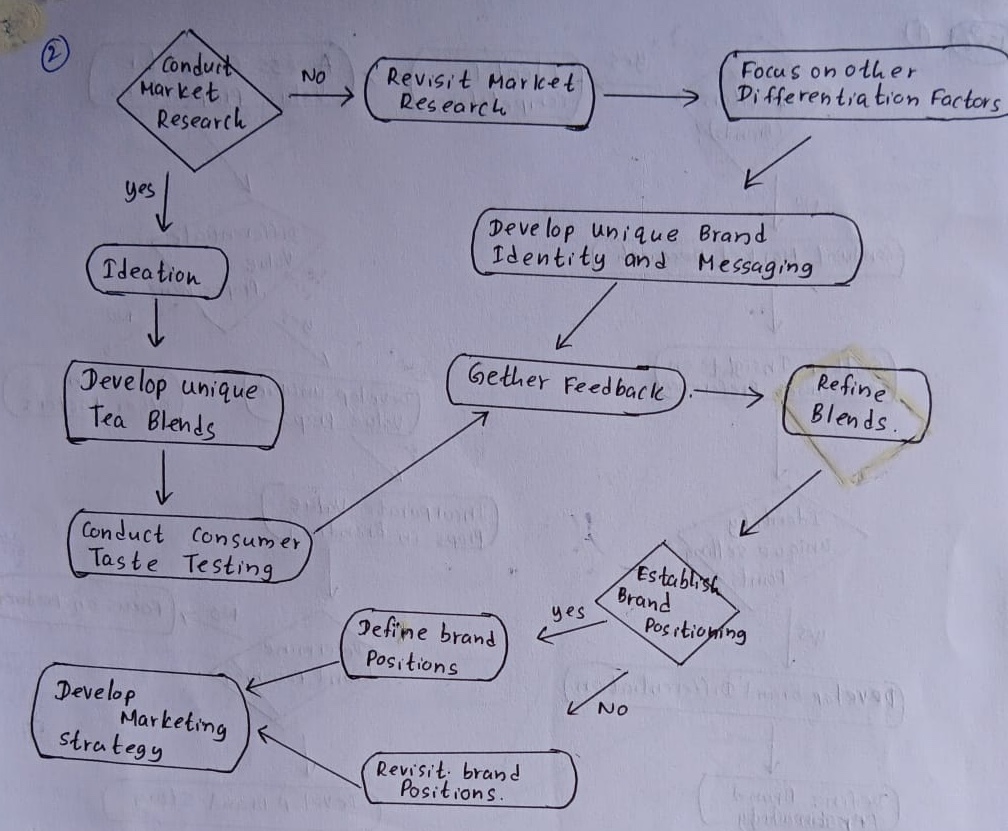 2
Conduct
Market
Research
NO
Revisit Market
Research
Focus on other
Differentiation Factors
yes
Ideation
Develop unique Brand
Identity and Messaging
Develop unique
Tea Blends
Gether Feedback.
Refine
Blends.
Conduct Consumer
Taste Testing
Establish
Brand
Positioning
yes
NO
Define brand
Positions
Develop
Marketing
strategy
Revisit brand
Positions.